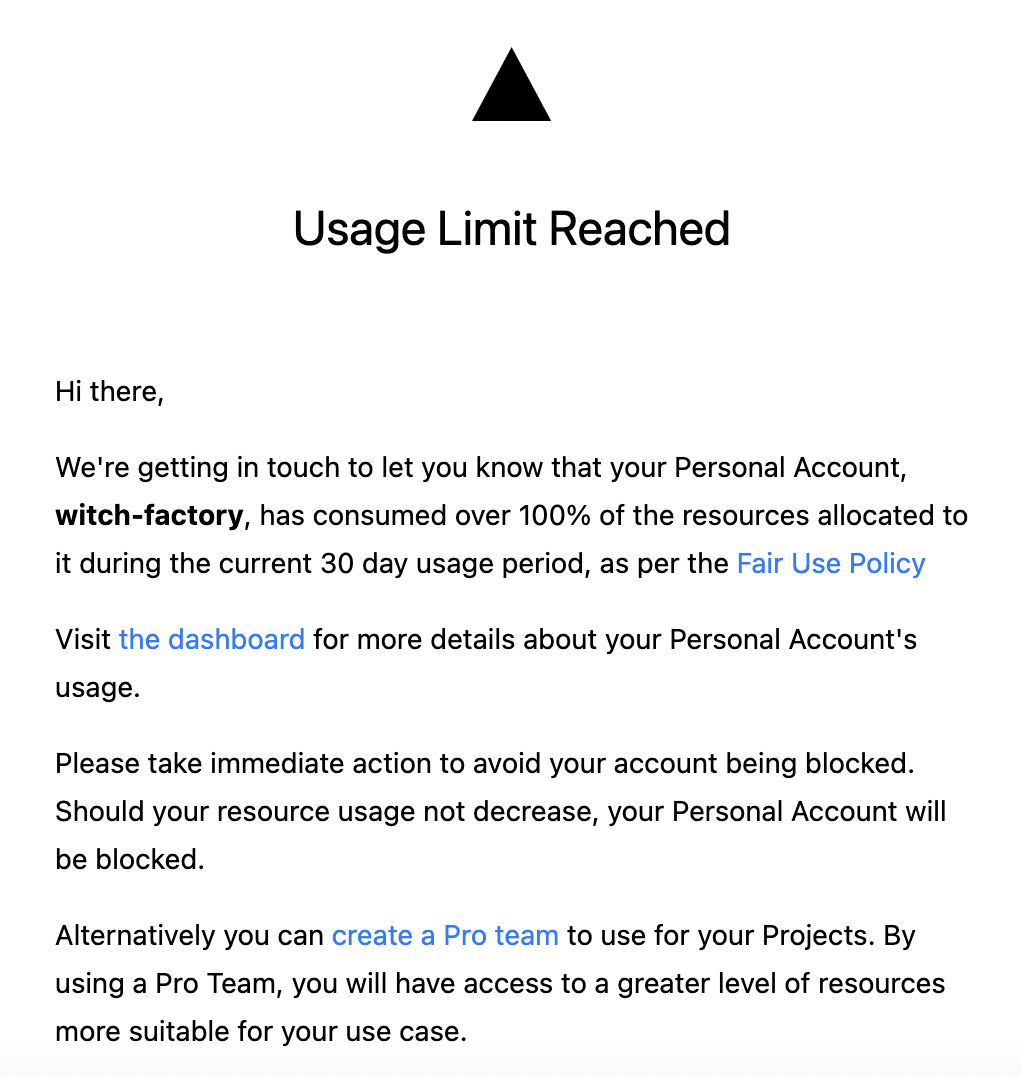 Usage Limit Reached
Hi there,
We're getting in touch to let you know that your Personal Account,
witch-factory, has consumed over 100% of the resources allocated to
it during the current 30 day usage period, as per the Fair Use Policy
Visit the dashboard for more details about your Personal Account's
usage.
Please take immediate action to avoid your account being blocked.
Should your resource usage not decrease, your Personal Account will
be blocked.
Alternatively you can create a Pro team to use for your Projects. By
using a Pro Team, you will have access to a greater level of resources
more suitable for your use case.